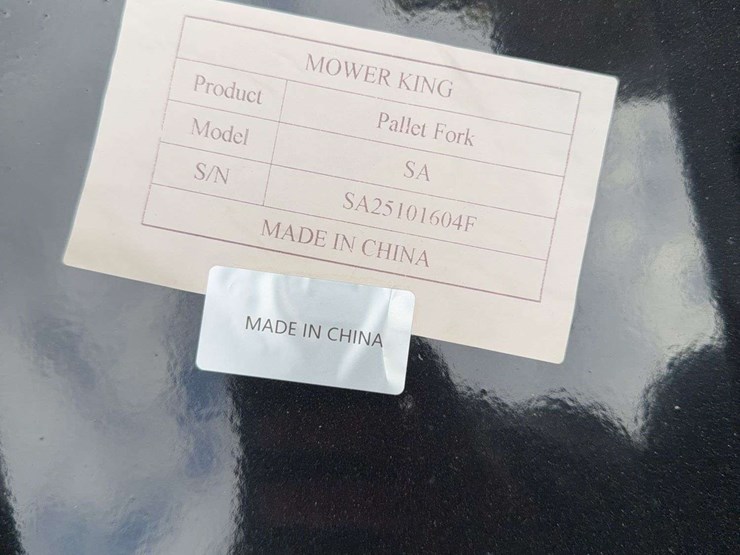 MOWER KING
Product Pallet Fork
Model SA
S/N SA25101604F
MADE IN CHINA
MADE IN CHINA